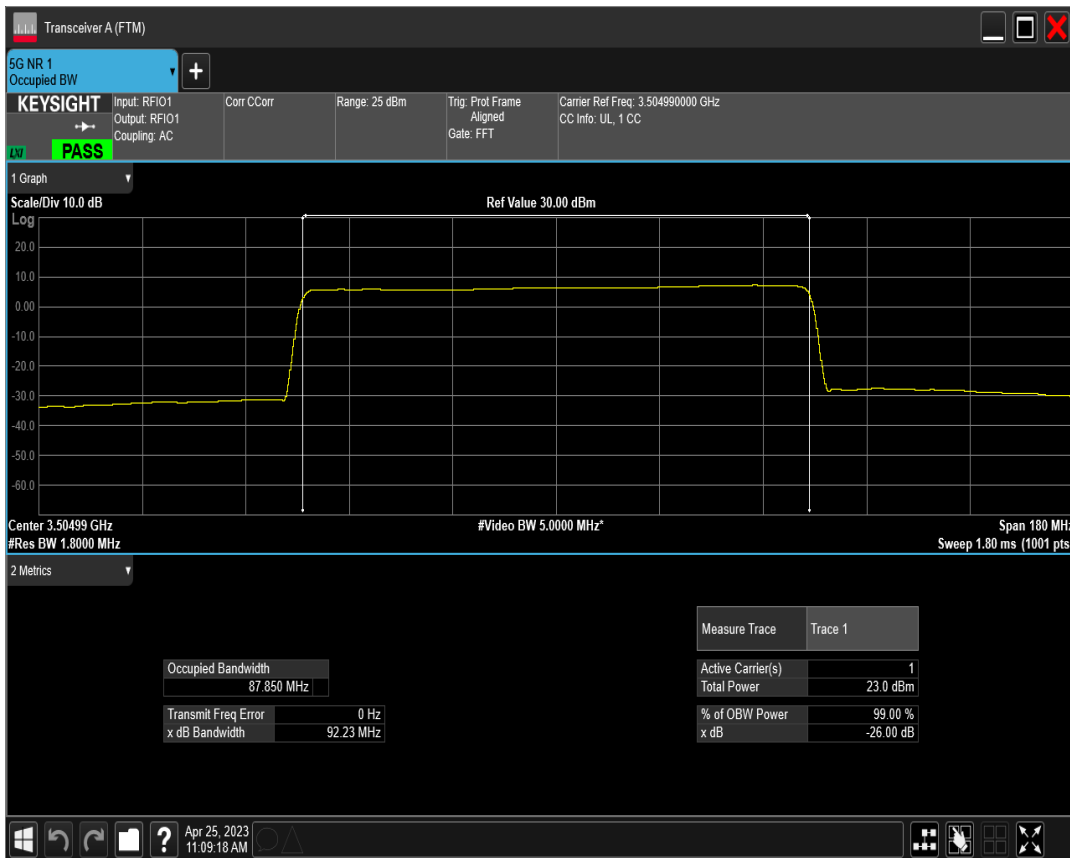 Transceiver A (FTM)
5G NR 1
Occupied BW
+
KEYSIGHT
LXI
PASS
Input: RFIO1
Output: RFIO1
Coupling: AC
Corr CCorr
Range: 25 dBm
Trig: Prot Frame
Aligned
Gate: FFT
Carrier Ref Freq: 3.504990000 GHz
CC Info: UL, 1 CC
1 Graph
Scale/Div 10.0 dB
Ref Value 30.00 dBm
Log
20.0
10.0
0.00
-10.0
-20.0
-30.0
-40.0
-50.0
-60.0
Center 3.50499 GHz
#Video BW 5.0000 MHz*
Span 180 MHz
#Res BW 1.8000 MHz
Sweep 1.80 ms (1001 pts
2 Metrics
Measure Trace Trace 1
Occupied Bandwidth
87.850 MHz
Active Carrier(s) 1
Total Power 23.0 dBm
Transmit Freq Error 0 Hz
x dB Bandwidth 92.23 MHz
% of OBW Power 99.00 %
x dB -26.00 dB
?
Apr 25, 2023
11:09:18 AM